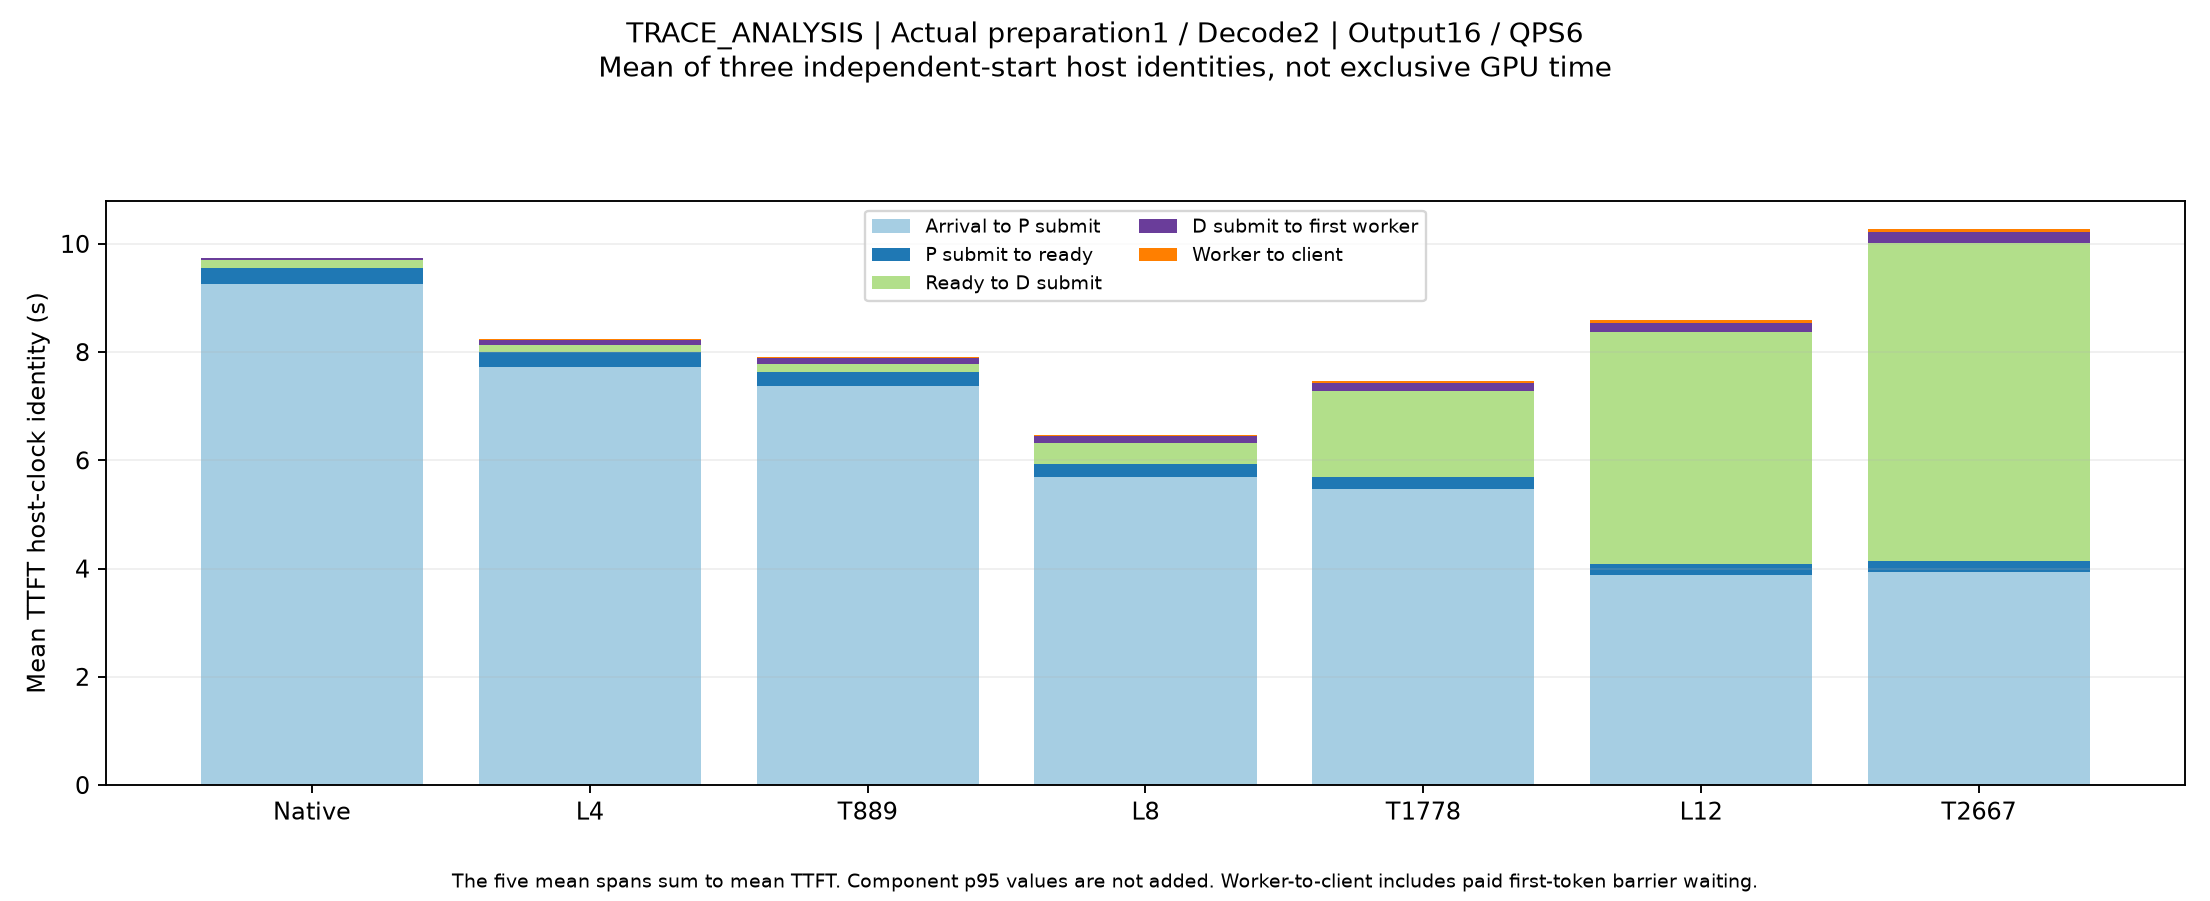 TRACE_ANALYSIS | Actual preparation1 / Decode2 | Output16 / QPS6
Mean of three independent-start host identities, not exclusive GPU time
Mean TTFT host-clock identity (s)
10
8
6
4
2
0
Arrival to P submit
P submit to ready
Ready to D submit
D submit to first worker
Worker to client
Native
L4
T889
L8
T1778
L12
T2667
The five mean spans sum to mean TTFT. Component p95 values are not added. Worker-to-client includes paid first-token barrier waiting.